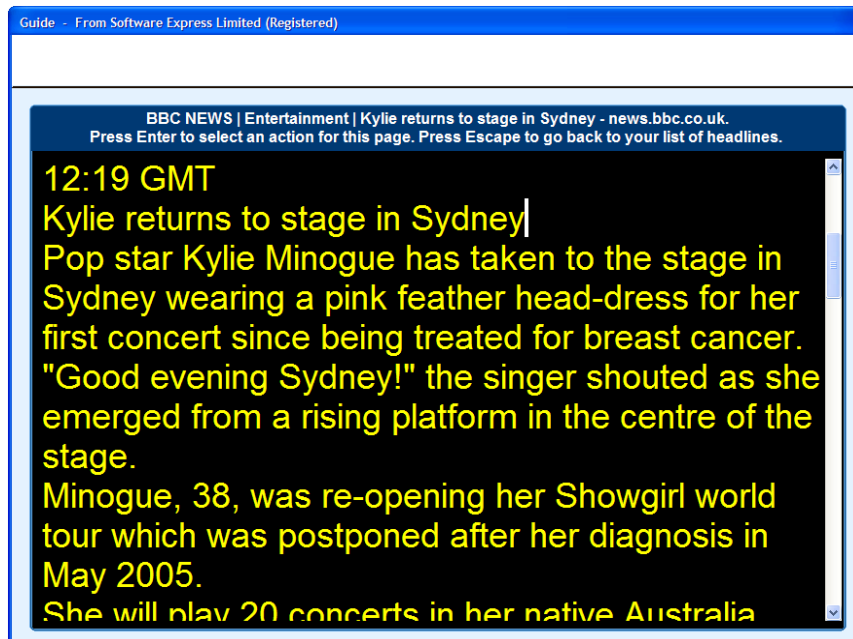 Guide - From Software Express Limited (Registered)
BBC NEWS | Entertainment | Kylie returns to stage in Sydney - news.bbc.co.uk.
Press Enter to select an action for this page. Press Escape to go back to your list of headlines.
12:19 GMT
Kylie returns to stage in Sydney
Pop star Kylie Minogue has taken to the stage in
Sydney wearing a pink feather head-dress for her
first concert since being treated for breast cancer.
"Good evening Sydney!" the singer shouted as she
emerged from a rising platform in the centre of the
stage.
Minogue, 38, was re-opening her Showgirl world
tour which was postponed after her diagnosis in
May 2005.
She will play 20 concerts in her native Australia